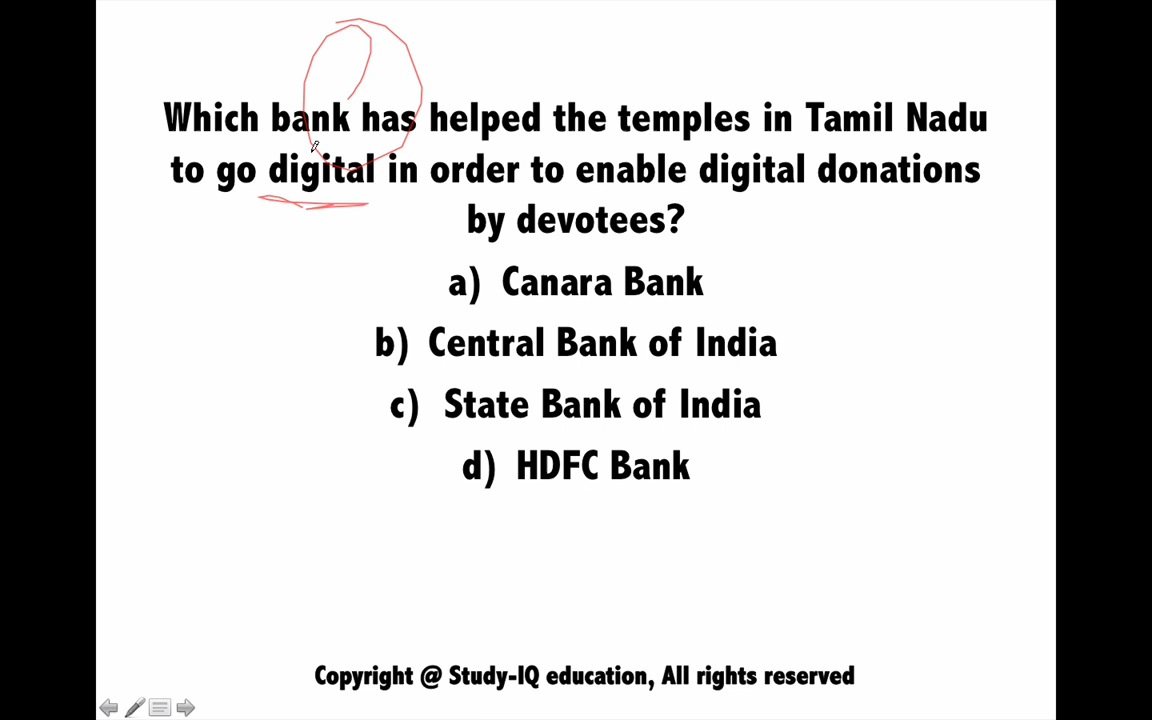 Which bank has helped the temples in Tamil Nadu
to go digital in order to enable digital donations
by devotees?
a) Canara Bank
b) Central Bank of India
c) State Bank of India
d) HDFC Bank
Copyright @ Study-IQ education, All rights reserved